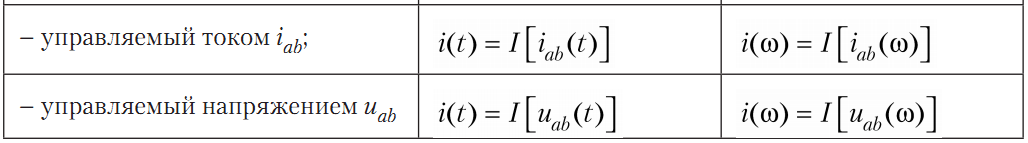 – управляемый током i_ab; i(t) = I[i_ab(t)] i(ω) = I[i_ab(ω)]
– управляемый напряжением u_ab i(t) = I[u_ab(t)] i(ω) = I[u_ab(ω)]